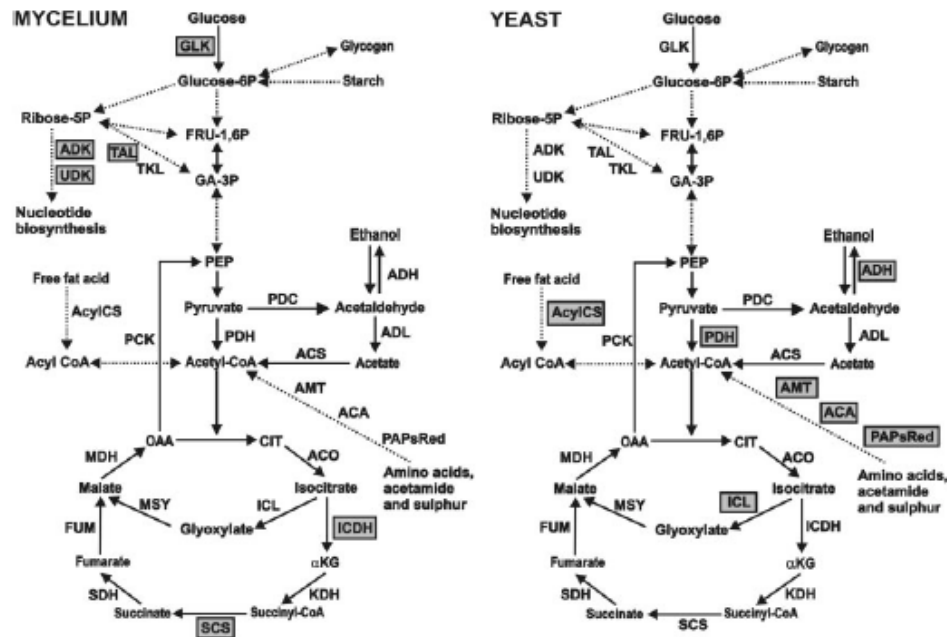 MYCELIUM
Glucose
GLK
Glycogen
Glucose-6P
Starch
Ribose-5P
FRU-1,6P
ADK
TAL
UDK
TKL
GA-3P
Nucleotide
biosynthesis
Ethanol
PEP
ADH
Free fat acid
PDC
Pyruvate
Acetaldehyde
AcylCS
PCK
PDH
ADL
ACS
Acyl CoA
Acetyl-CoA
Acetate
AMT
ACA
PAPsRed
OAA
CIT
MDH
ACO
Amino acids,
acetamide
and sulphur
Malate
Isocitrate
MSY
ICL
Glyoxylate
FUM
ICDH
Fumarate
αKG
SDH
KDH
Succinate
Succinyl-CoA
SCS
YEAST
Glucose
GLK
Glycogen
Glucose-6P
Starch
Ribose-5P
FRU-1,6P
ADK
TAL
UDK
TKL
GA-3P
Nucleotide
biosynthesis
Ethanol
PEP
ADH
Free fat acid
PDC
Pyruvate
Acetaldehyde
AcylCS
PCK
PDH
ADL
ACS
Acyl CoA
Acetyl-CoA
Acetate
AMT
ACA
PAPsRed
OAA
CIT
MDH
ACO
Amino acids,
acetamide
and sulphur
Malate
Isocitrate
MSY
ICL
Glyoxylate
FUM
ICDH
Fumarate
αKG
SDH
KDH
Succinate
Succinyl-CoA
SCS